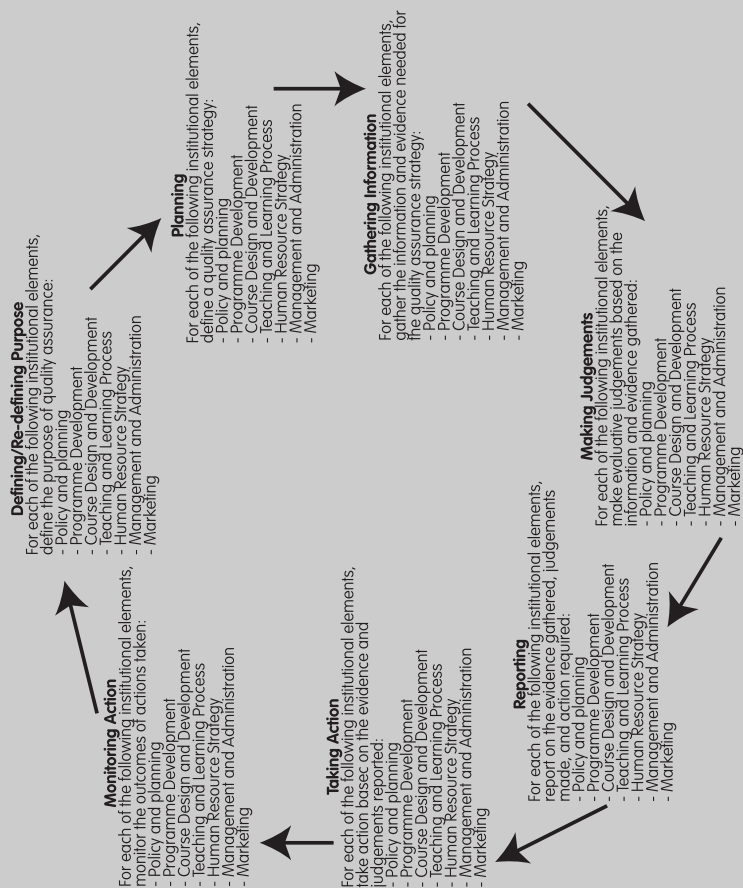 Defining/Re-defining Purpose
For each of the following institutional elements,
define the purpose of quality assurance:
- Policy and planning
- Programme Development
- Course Design and Development
- Teaching and Learning Process
- Human Resource Strategy
- Management and Administration
- Marketing
Planning
For each of the following institutional elements,
define a quality assurance strategy:
- Policy and planning
- Programme Development
- Course Design and Development
- Teaching and Learning Process
- Human Resource Strategy
- Management and Administration
- Marketing
Gathering Information
For each of the following institutional elements,
gather the information and evidence needed for
the quality assurance strategy:
- Policy and planning
- Programme Development
- Course Design and Development
- Teaching and Learning Process
- Human Resource Strategy
- Management and Administration
- Marketing
Making Judgements
For each of the following institutional elements,
make evaluative judgements based on the
information and evidence gathered:
- Policy and planning
- Programme Development
- Course Design and Development
- Teaching and Learning Process
- Human Resource Strategy
- Management and Administration
- Marketing
Reporting
For each of the following institutional elements,
report on the evidence gathered, judgements
made, and action required:
- Policy and planning
- Programme Development
- Course Design and Development
- Teaching and Learning Process
- Human Resource Strategy
- Management and Administration
- Marketing
Taking Action
For each of the following institutional elements,
take action basec on the evidence and
judgements reported:
- Policy and planning
- Programme Development
- Course Design and Development
- Teaching and Learning Process
- Human Resource Strategy
- Management and Administration
- Marketing
Monitoring Action
For each of the following institutional elements,
monitor the outcomes of actions taken:
- Policy and planning
- Programme Development
- Course Design and Development
- Teaching and Learning Process
- Human Resource Strategy
- Management and Administration
- Marketing